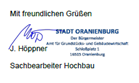 Mit freundlichen Grüßen
STADT ORANIENBURG
Der Bürgermeister
Amt für Grundstücks- und Gebäudewirtschaft
Schloßplatz 1
16515 Oranienburg
J. Höppner
Sachbearbeiter Hochbau